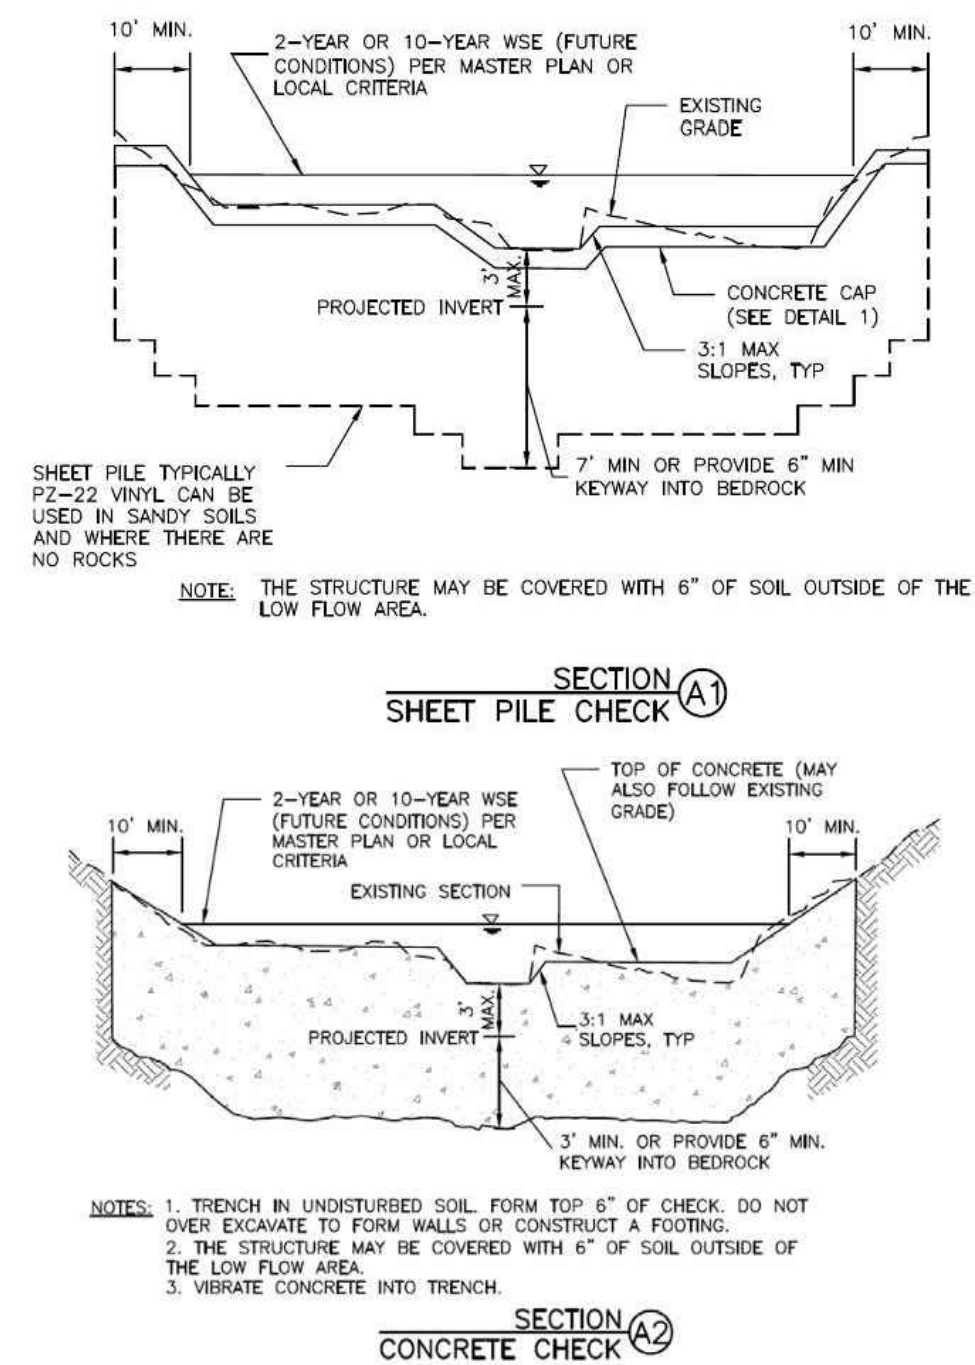 10' MIN.
2-YEAR OR 10-YEAR WSE (FUTURE
CONDITIONS) PER MASTER PLAN OR
LOCAL CRITERIA
10' MIN.
EXISTING
GRADE
3'
MAX.
PROJECTED INVERT
CONCRETE CAP
(SEE DETAIL 1)
3:1 MAX
SLOPES, TYP
SHEET PILE TYPICALLY
PZ-22 VINYL CAN BE
USED IN SANDY SOILS
AND WHERE THERE ARE
NO ROCKS
7' MIN OR PROVIDE 6" MIN
KEYWAY INTO BEDROCK
NOTE: THE STRUCTURE MAY BE COVERED WITH 6" OF SOIL OUTSIDE OF THE
LOW FLOW AREA.
SECTION
SHEET PILE CHECK
A1
TOP OF CONCRETE (MAY
ALSO FOLLOW EXISTING
GRADE)
10' MIN.
2-YEAR OR 10-YEAR WSE
(FUTURE CONDITIONS) PER
MASTER PLAN OR LOCAL
CRITERIA
10' MIN.
EXISTING SECTION
3'
MAX.
PROJECTED INVERT
3:1 MAX
SLOPES, TYP
3' MIN. OR PROVIDE 6" MIN.
KEYWAY INTO BEDROCK
NOTES: 1. TRENCH IN UNDISTURBED SOIL. FORM TOP 6" OF CHECK. DO NOT
OVER EXCAVATE TO FORM WALLS OR CONSTRUCT A FOOTING.
2. THE STRUCTURE MAY BE COVERED WITH 6" OF SOIL OUTSIDE OF
THE LOW FLOW AREA.
3. VIBRATE CONCRETE INTO TRENCH.
SECTION
CONCRETE CHECK
A2